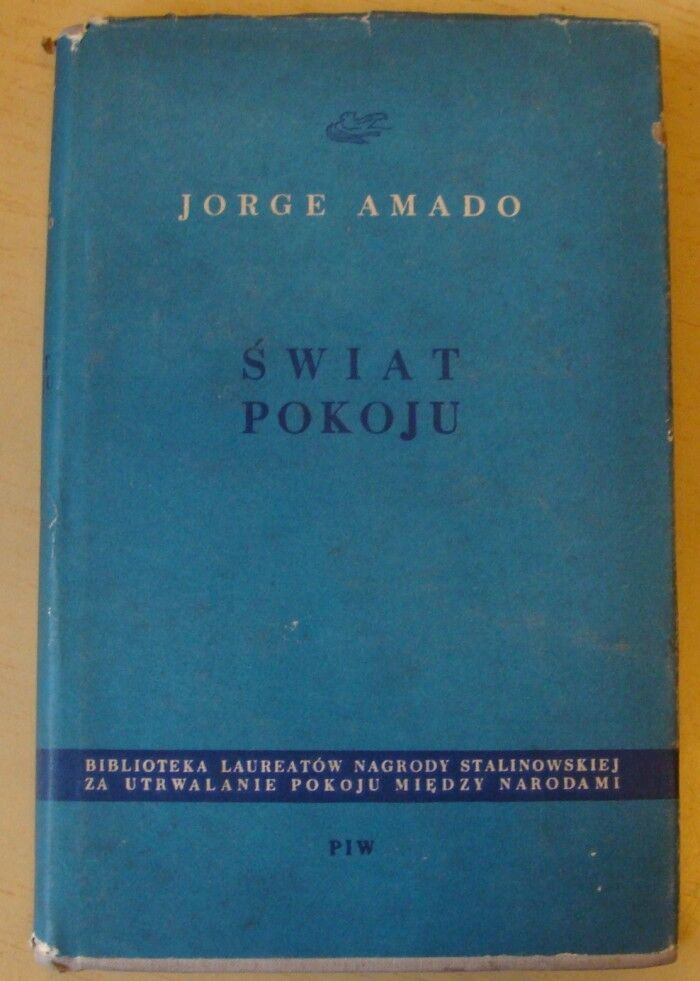 JORGE AMADO
ŚWIAT
POKOJU
BIBLIOTEKA LAUREATÓW NAGRODY STALINOWSKIEJ
ZA UTRWALANIE POKOJU MIĘDZY NARODAMI
PIW